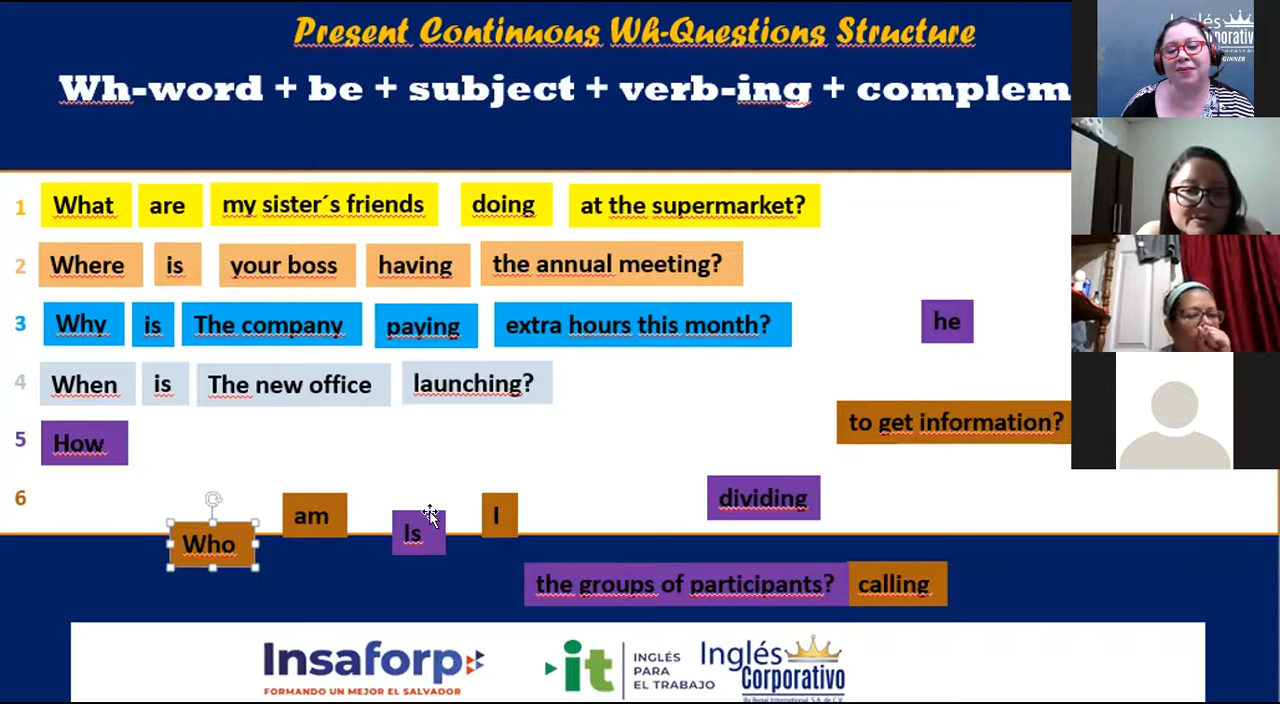 Present Continuous Wh-Questions Structure
Wh-word + be + subject + verb-ing + complem
1 What are my sister´s friends doing at the supermarket?
2 Where is your boss having the annual meeting?
3 Why is The company paying extra hours this month?
he
4 When is The new office launching?
to get information?
5 How
dividing
6
am I
Is
Who
the groups of participants? calling
Insaforp
FORMANDO UN MEJOR EL SALVADOR
it
INGLÉS
PARA
EL TRABAJO
Inglés
Corporativo
Inglés
Corporativo